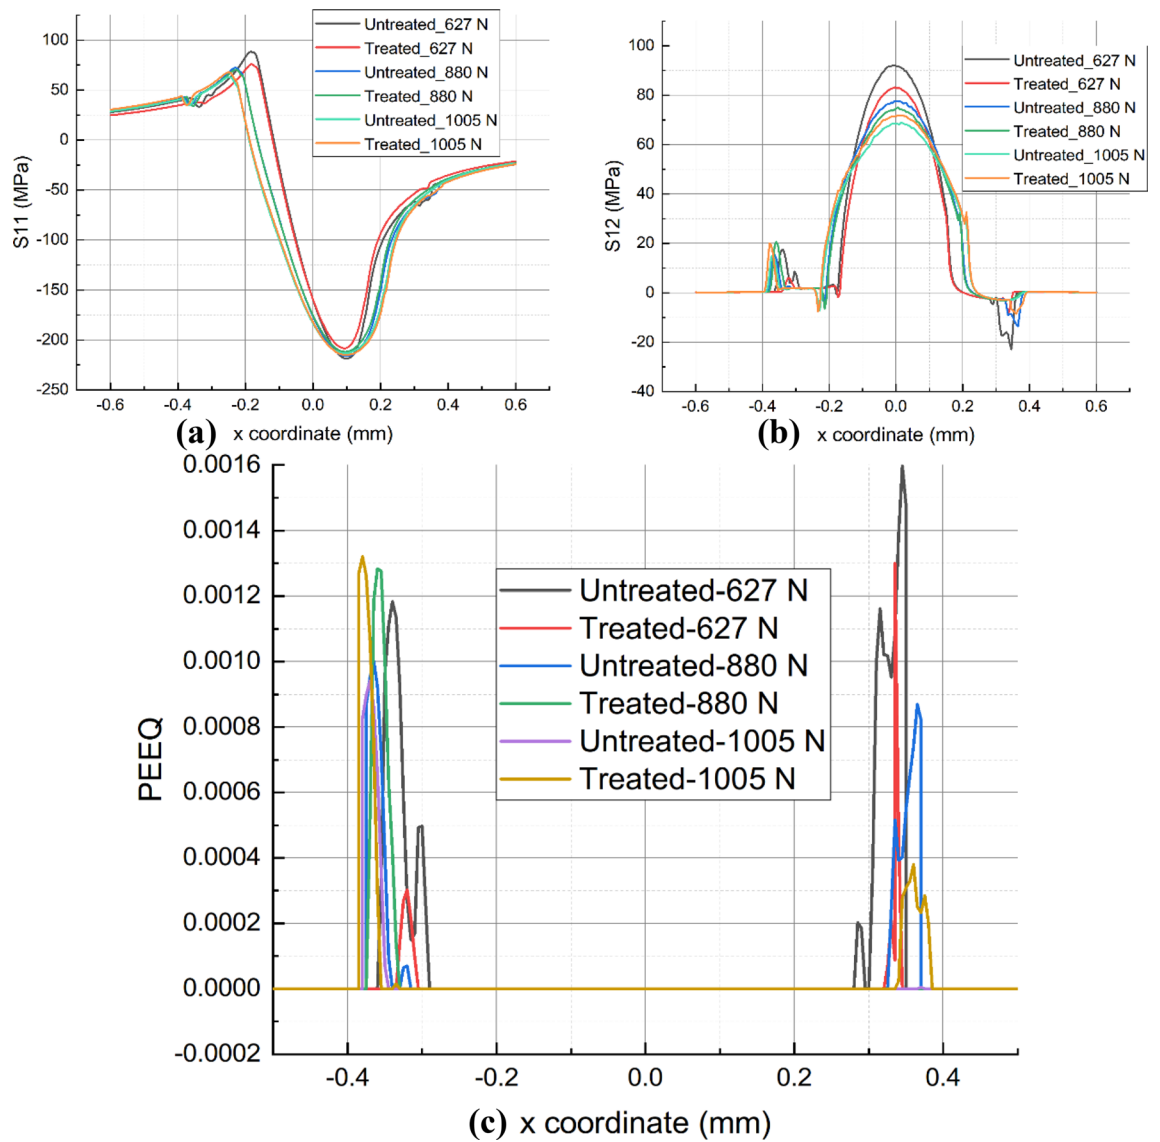 Untreated_627 N
Treated_627 N
Untreated_880 N
Treated_880 N
Untreated_1005 N
Treated_1005 N
100
50
0
-50
-100
-150
-200
-250
S11 (MPa)
-0.6
-0.4
-0.2
0.0
0.2
0.4
0.6
(a) x coordinate (mm)
Untreated_627 N
Treated_627 N
Untreated_880 N
Treated_880 N
Untreated_1005 N
Treated_1005 N
100
80
60
40
20
0
-20
-40
S12 (MPa)
-0.6
-0.4
-0.2
0.0
0.2
0.4
0.6
(b) x coordinate (mm)
0.0016
0.0014
0.0012
0.0010
0.0008
0.0006
0.0004
0.0002
0.0000
-0.0002
PEEQ
Untreated-627 N
Treated-627 N
Untreated-880 N
Treated-880 N
Untreated-1005 N
Treated-1005 N
-0.4
-0.2
0.0
0.2
0.4
(c) x coordinate (mm)